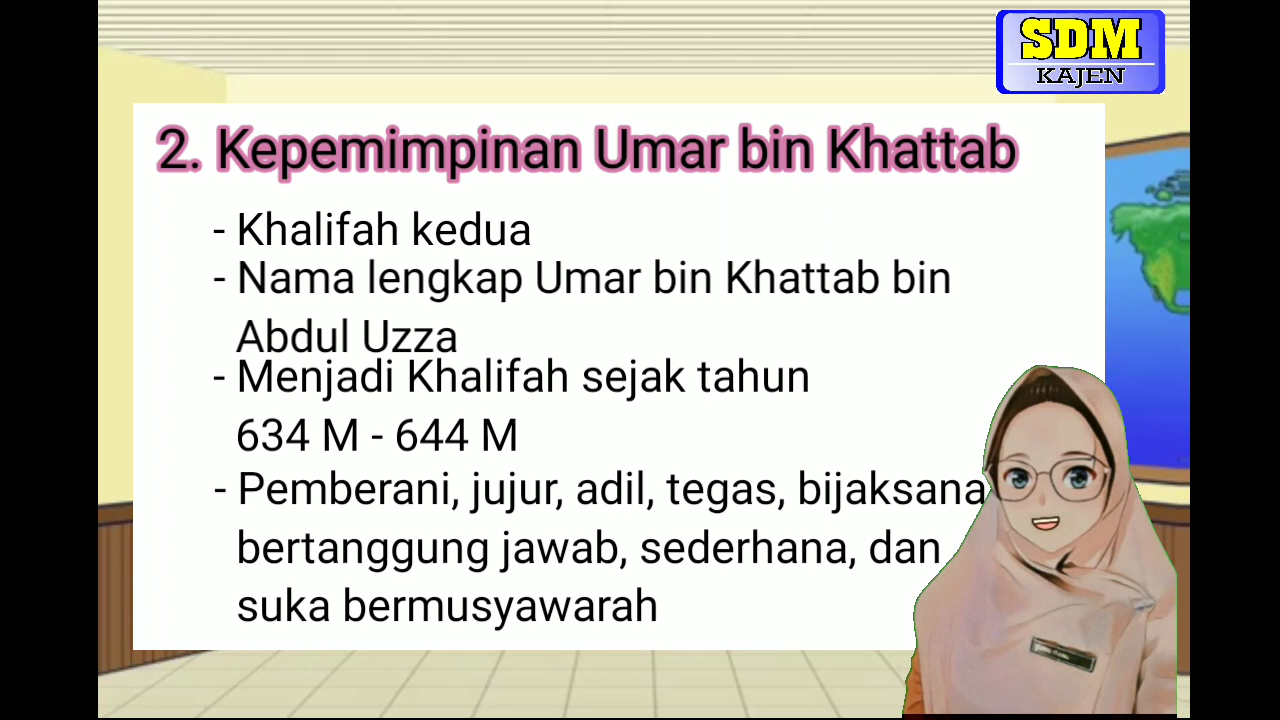 SDM
KAJEN
2. Kepemimpinan Umar bin Khattab
- Khalifah kedua
- Nama lengkap Umar bin Khattab bin
Abdul Uzza
- Menjadi Khalifah sejak tahun
634 M - 644 M
- Pemberani, jujur, adil, tegas, bijaksana
bertanggung jawab, sederhana, dan
suka bermusyawarah